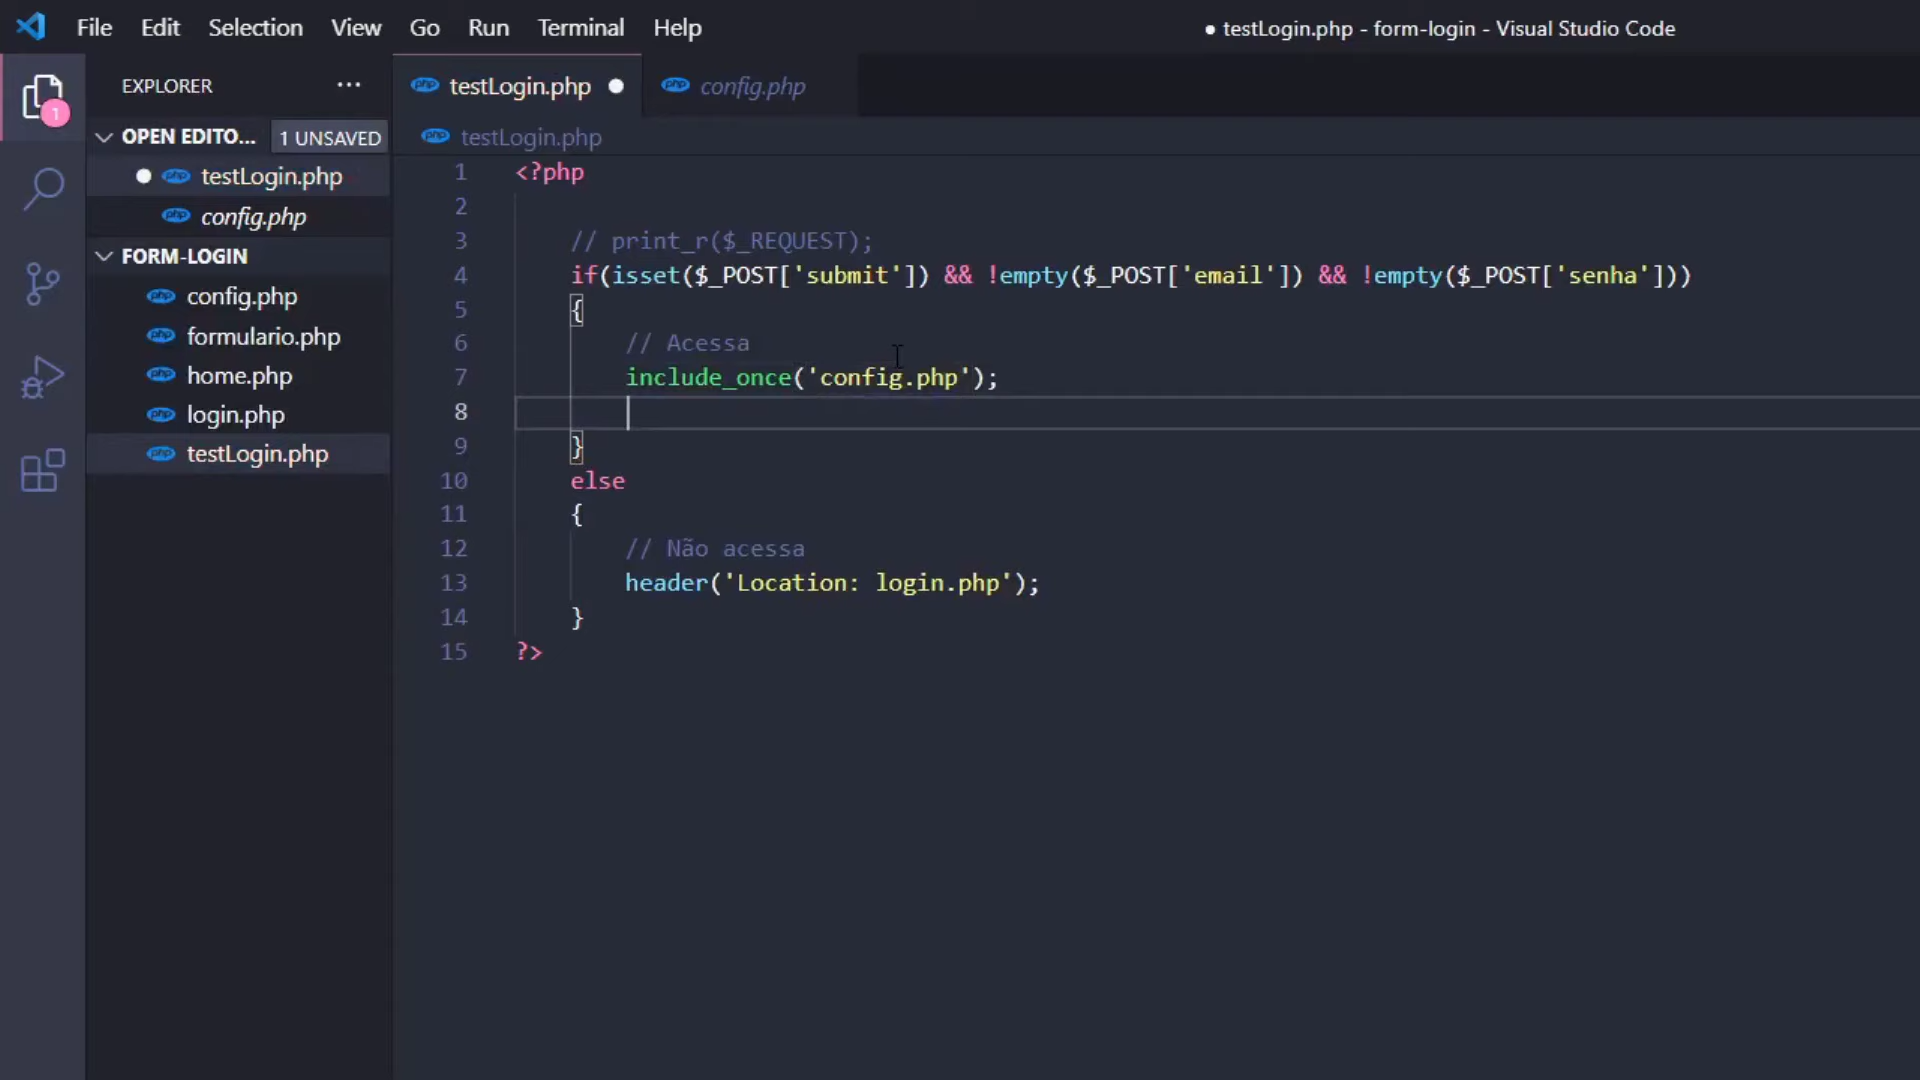 File Edit Selection View Go Run Terminal Help
● testLogin.php - form-login - Visual Studio Code
EXPLORER ...
OPEN EDITO... 1 UNSAVED
testLogin.php
config.php
FORM-LOGIN
config.php
formulario.php
home.php
login.php
testLogin.php
1
php testLogin.php ● php config.php
php testLogin.php
1 <?php
2
3 // print_r($_REQUEST);
4 if(isset($_POST['submit']) && !empty($_POST['email']) && !empty($_POST['senha']))
5 {
6 // Acessa
7 include_once('config.php');
8
9 }
10 else
11 {
12 // Não acessa
13 header('Location: login.php');
14 }
15 ?>